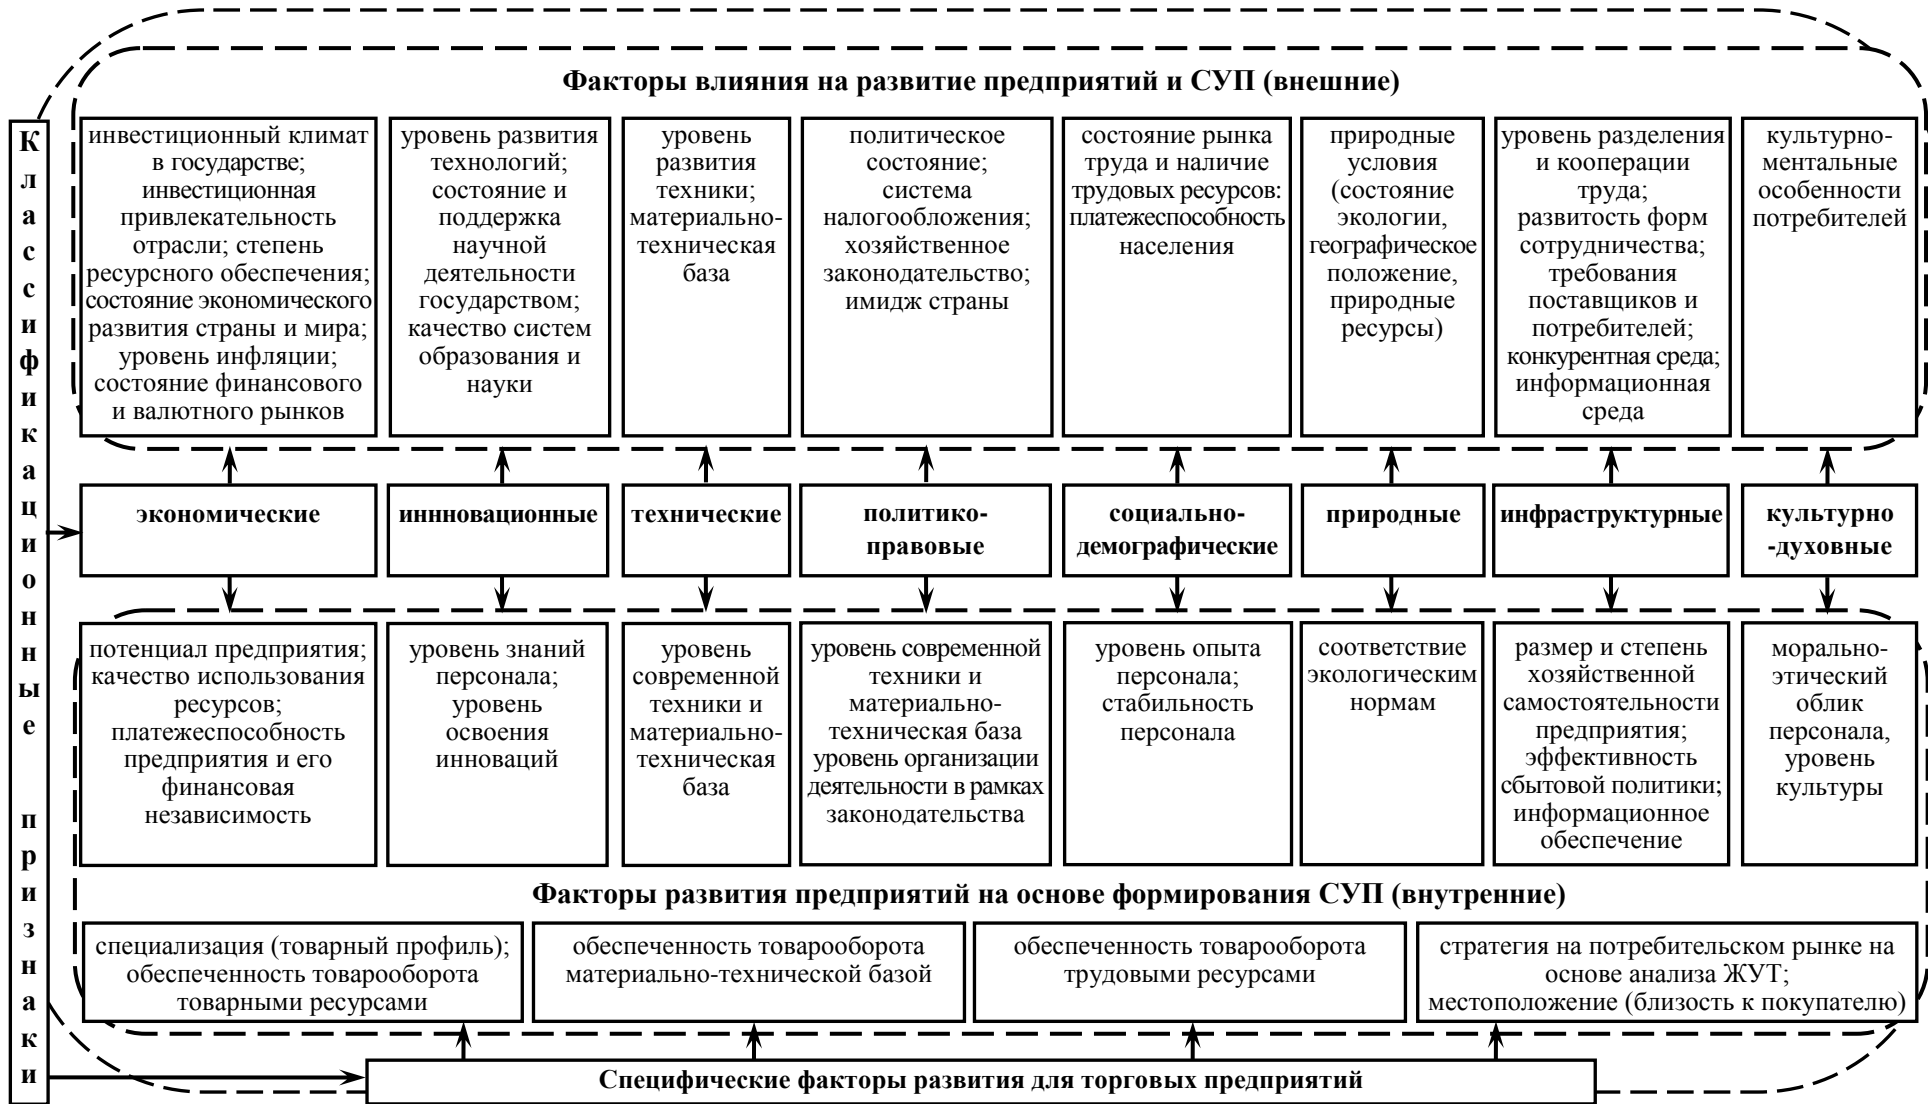 Факторы влияния на развитие предприятий и СУП (внешние)
Классификационные признаки
инвестиционный климат
в государстве;
инвестиционная
привлекательность
отрасли; степень
ресурсного обеспечения;
состояние экономического
развития страны и мира;
уровень инфляции;
состояние финансового
и валютного рынков
уровень развития
технологий;
состояние и
поддержка
научной
деятельности
государством;
качество систем
образования и
науки
уровень
развития
техники;
материально-
техническая
база
политическое
состояние;
система
налогообложения;
хозяйственное
законодательство;
имидж страны
состояние рынка
труда и наличие
трудовых ресурсов:
платежеспособность
населения
природные
условия
(состояние
экологии,
географическое
положение,
природные
ресурсы)
уровень разделения
и кооперации
труда;
развитость форм
сотрудничества;
требования
поставщиков и
потребителей;
конкурентная среда;
информационная
среда
культурно-
ментальные
особенности
потребителей
экономические
иннновационные
технические
политико-
правовые
социально-
демографические
природные
инфраструктурные
культурно
-духовные
потенциал предприятия;
качество использования
ресурсов;
платежеспособность
предприятия и его
финансовая
независимость
уровень знаний
персонала;
уровень
освоения
инноваций
уровень
современной
техники и
материально-
техническая
база
уровень современной
техники и
материально-
техническая база
уровень организации
деятельности в рамках
законодательства
уровень опыта
персонала;
стабильность
персонала
соответствие
экологическим
нормам
размер и степень
хозяйственной
самостоятельности
предприятия;
эффективность
сбытовой политики;
информационное
обеспечение
морально-
этический
облик
персонала,
уровень
культуры
Факторы развития предприятий на основе формирования СУП (внутренние)
специализация (товарный профиль);
обеспеченность товарооборота
товарными ресурсами
обеспеченность товарооборота
материально-технической базой
обеспеченность товарооборота
трудовыми ресурсами
стратегия на потребительском рынке на
основе анализа ЖУТ;
местоположение (близость к покупателю)
Специфические факторы развития для торговых предприятий